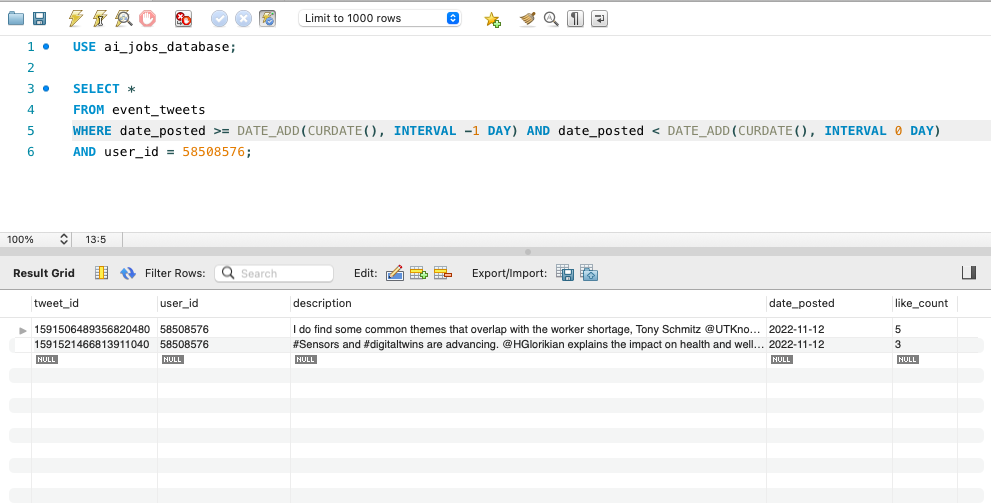 Limit to 1000 rows
1 USE ai_jobs_database;
2
3 SELECT *
4 FROM event_tweets
5 WHERE date_posted >= DATE_ADD(CURDATE(), INTERVAL -1 DAY) AND date_posted < DATE_ADD(CURDATE(), INTERVAL 0 DAY)
6 AND user_id = 58508576;
100% 13:5
Result Grid Filter Rows: Search Edit: Export/Import:
tweet_id user_id description date_posted like_count
1591506489356820480 58508576 I do find some common themes that overlap with the worker shortage, Tony Schmitz @UTKno... 2022-11-12 5
1591521466813911040 58508576 #Sensors and #digitaltwins are advancing. @HGlorikian explains the impact on health and well... 2022-11-12 3
NULL NULL NULL NULL NULL